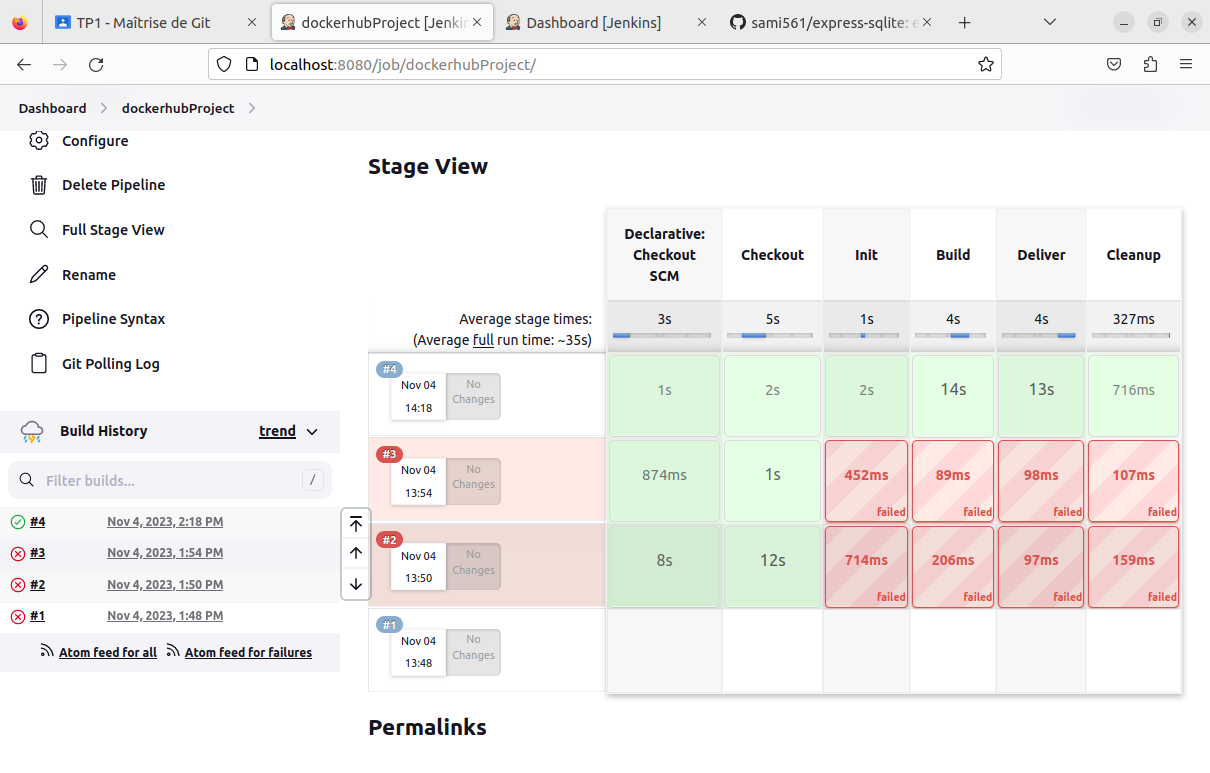 TP1 - Maîtrise de Git
dockerhubProject [Jenkin
Dashboard [Jenkins]
sami561/express-sqlite: e
localhost:8080/job/dockerhubProject/
Dashboard
dockerhubProject
Configure
Delete Pipeline
Full Stage View
Rename
Pipeline Syntax
Git Polling Log
Build History
trend
Filter builds...
/
#4 Nov 4, 2023, 2:18 PM
#3 Nov 4, 2023, 1:54 PM
#2 Nov 4, 2023, 1:50 PM
#1 Nov 4, 2023, 1:48 PM
Atom feed for all
Atom feed for failures
Stage View
Declarative:
Checkout
SCM
Checkout
Init
Build
Deliver
Cleanup
Average stage times:
(Average full run time: ~35s)
3s
5s
1s
4s
4s
327ms
#4
Nov 04
14:18
No
Changes
1s
2s
2s
14s
13s
716ms
#3
Nov 04
13:54
No
Changes
874ms
1s
452ms
failed
89ms
failed
98ms
failed
107ms
failed
#2
Nov 04
13:50
No
Changes
8s
12s
714ms
failed
206ms
failed
97ms
failed
159ms
failed
#1
Nov 04
13:48
No
Changes
Permalinks